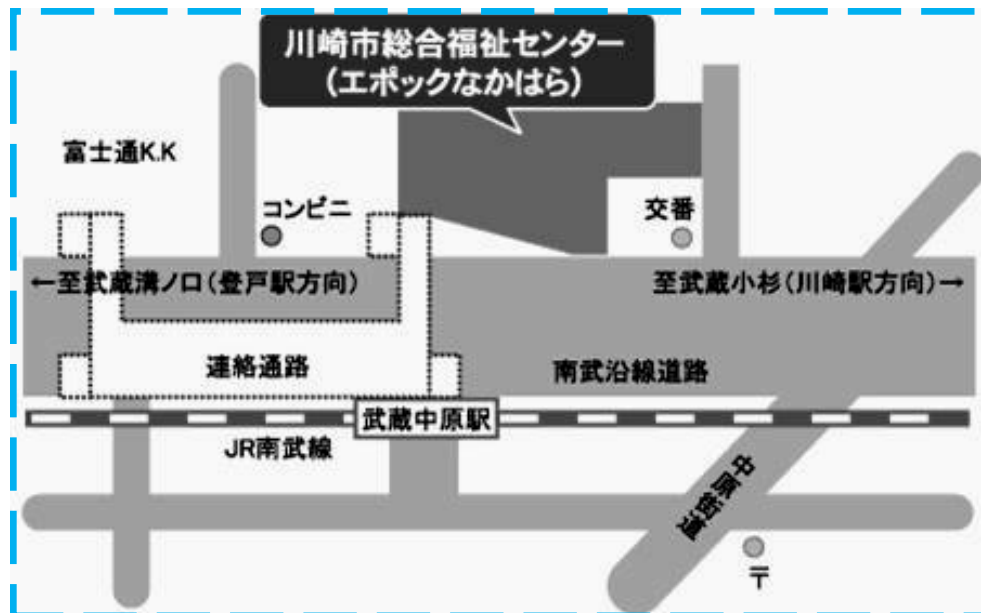 川崎市総合福祉センター
(エポックなかはら)
富士通K.K
コンビニ
交番
←至武蔵溝ノ口(登戸駅方向)
至武蔵小杉(川崎駅方向)→
連絡通路
南武沿線道路
武蔵中原駅
JR南武線
中原街道
〒